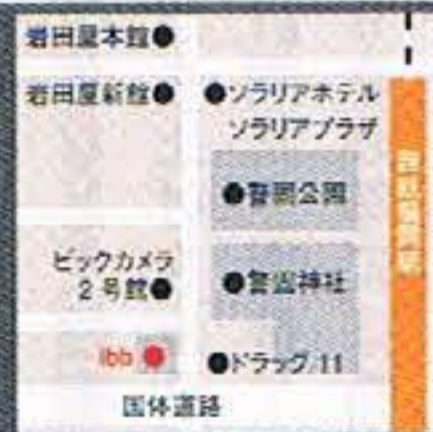 岩田屋本館
岩田屋新館
ソラリアホテル
ソラリアプラザ
警固公園
ビックカメラ
2号館
警固神社
ibb
ドラッグ11
国体道路